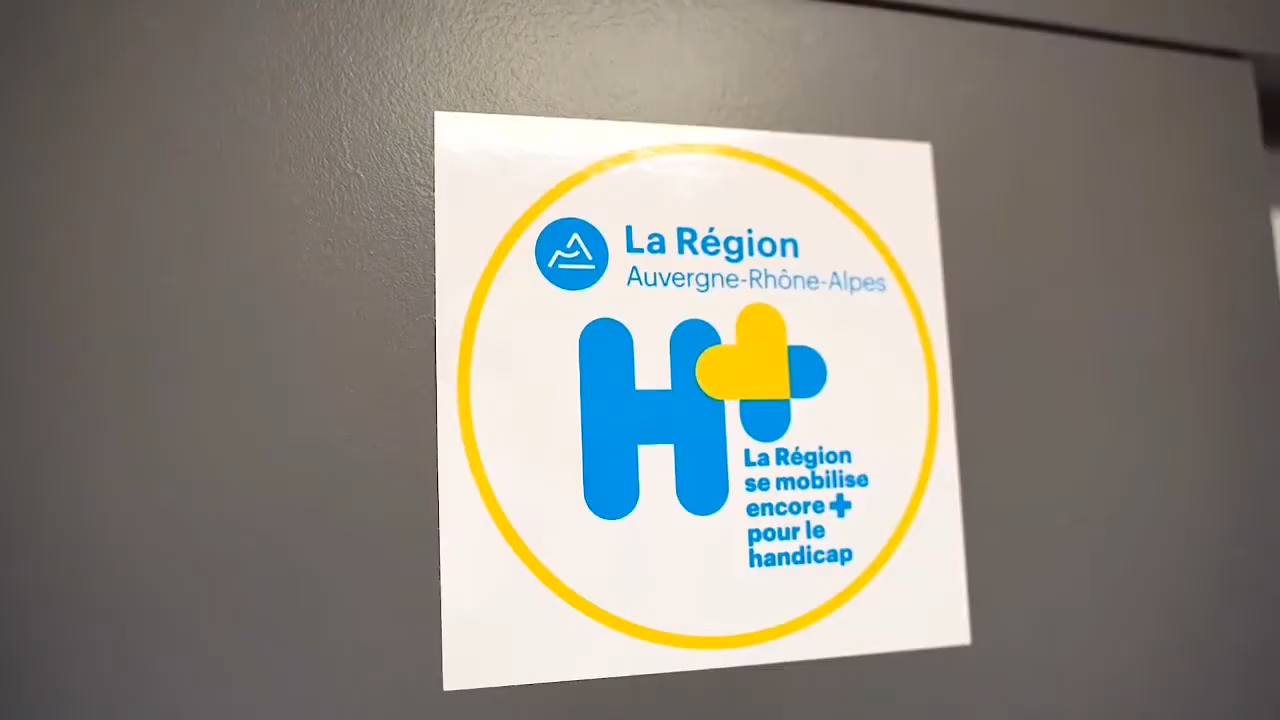 La Région
Auvergne-Rhône-Alpes
H+
La Région
se mobilise
encore +
pour le
handicap